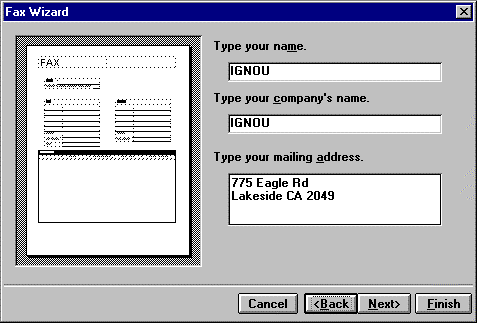 Fax Wizard
FAX
Type your name.
IGNOU
Type your company's name.
IGNOU
Type your mailing address.
775 Eagle Rd
Lakeside CA 2049
Cancel
<Back
Next>
Finish